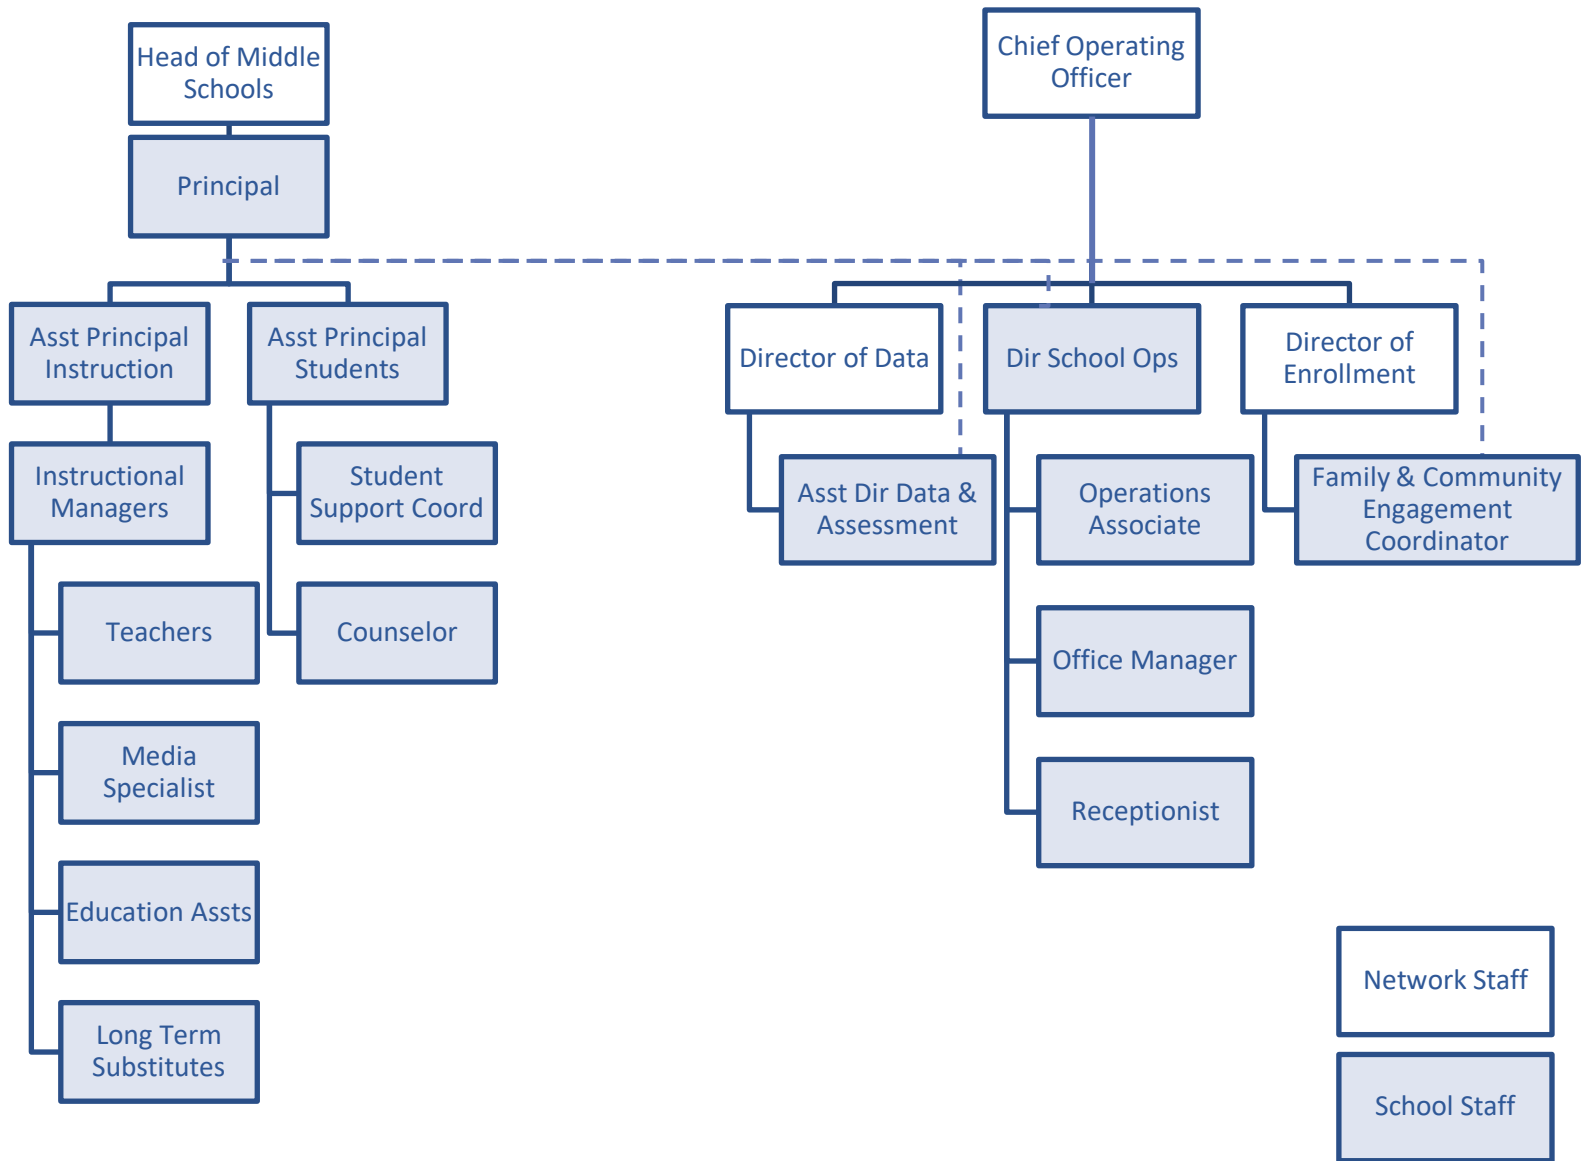 Head of Middle
Schools
Chief Operating
Officer
Principal
Asst Principal
Instruction
Asst Principal
Students
Director of Data
Dir School Ops
Director of
Enrollment
Instructional
Managers
Student
Support Coord
Asst Dir Data &
Assessment
Operations
Associate
Family & Community
Engagement
Coordinator
Teachers
Counselor
Office Manager
Media
Specialist
Receptionist
Education Assts
Long Term
Substitutes
Network Staff
School Staff